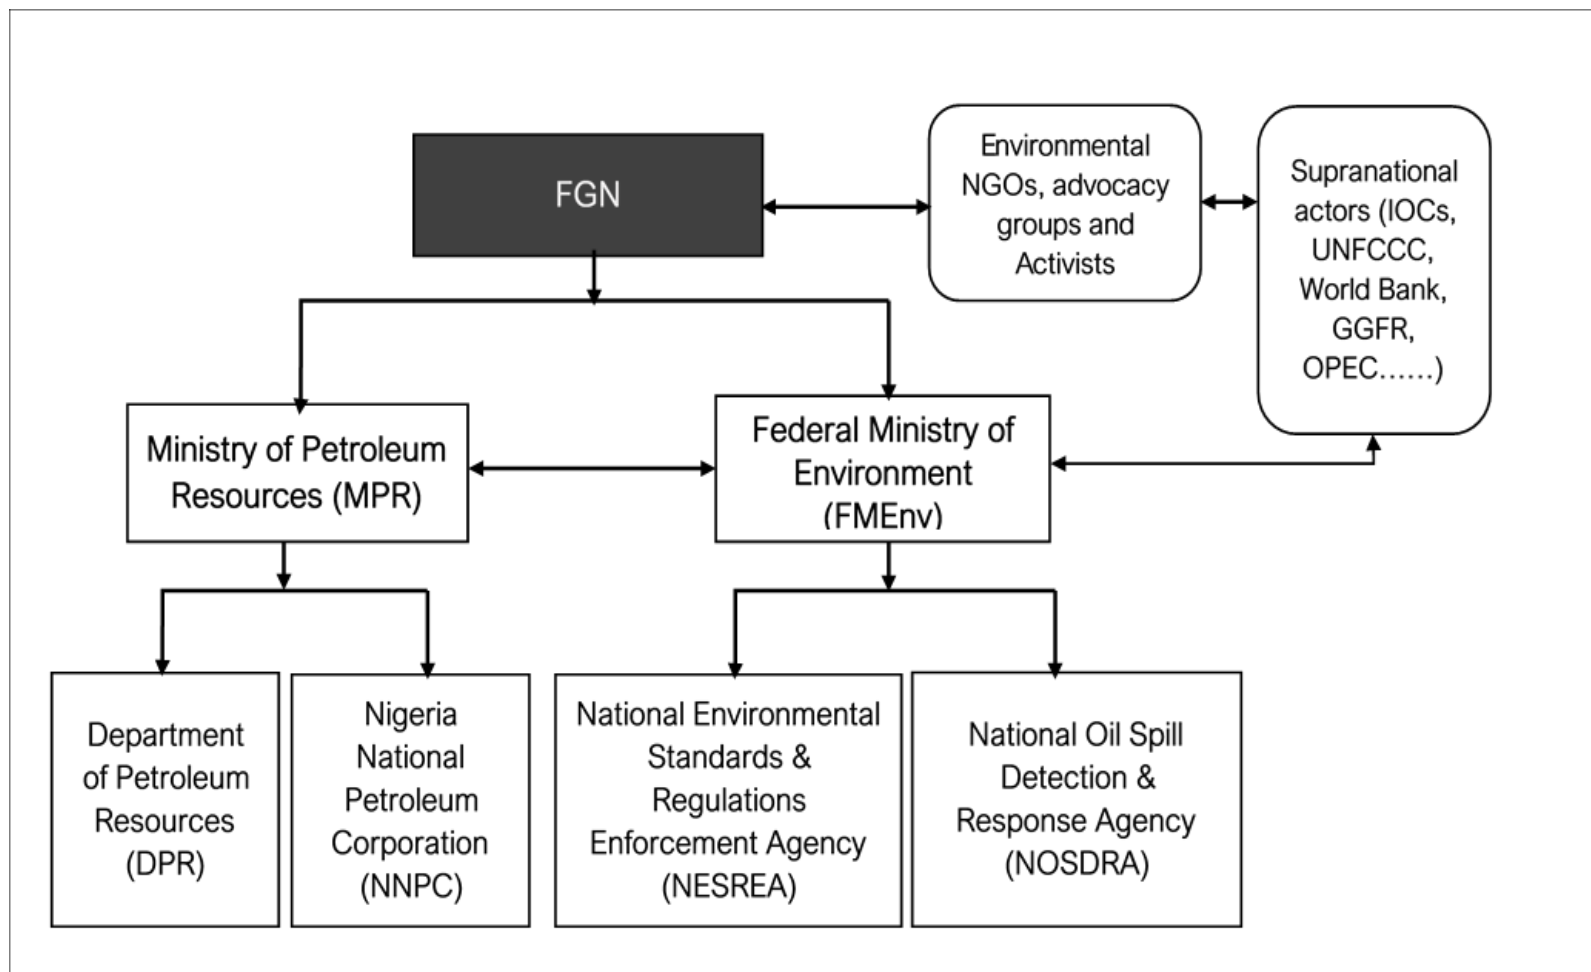 FGN
Environmental
NGOs, advocacy
groups and
Activists
Supranational
actors (IOCs,
UNFCCC,
World Bank,
GGFR,
OPEC......)
Ministry of Petroleum
Resources (MPR)
Federal Ministry of
Environment
(FMEnv)
Department
of Petroleum
Resources
(DPR)
Nigeria
National
Petroleum
Corporation
(NNPC)
National Environmental
Standards &
Regulations
Enforcement Agency
(NESREA)
National Oil Spill
Detection &
Response Agency
(NOSDRA)